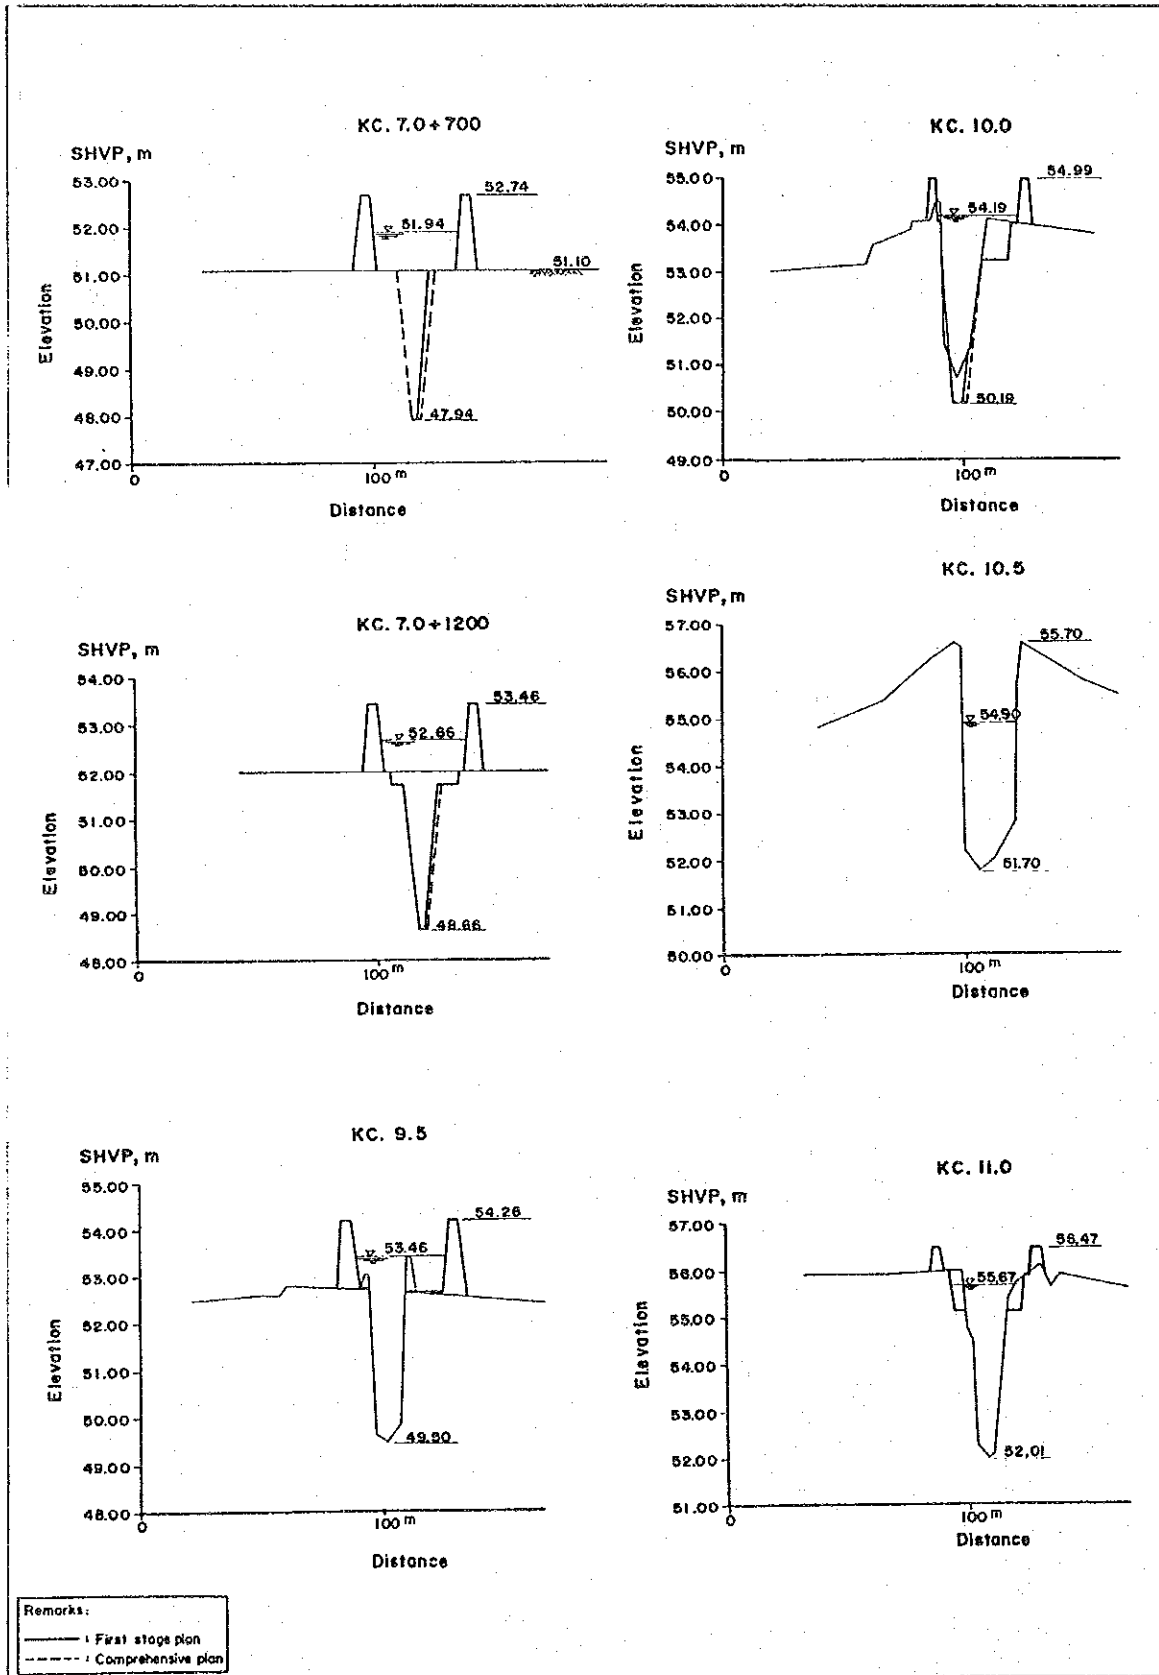 KC. 7.0+700
SHVP, m
53.00
52.00
51.00
50.00
49.00
48.00
47.00
Elevation
52.74
51.94
51.10
47.94
0
100 m
Distance
KC. 10.0
SHVP, m
55.00
54.00
53.00
52.00
51.00
50.00
49.00
Elevation
54.99
54.19
50.19
0
100 m
Distance
KC. 7.0+1200
SHVP, m
54.00
53.00
52.00
51.00
50.00
49.00
48.00
Elevation
53.46
52.66
48.66
0
100 m
Distance
KC. 10.5
SHVP, m
57.00
56.00
55.00
54.00
53.00
52.00
51.00
50.00
Elevation
55.70
54.90
51.70
0
100 m
Distance
KC. 9.5
SHVP, m
55.00
54.00
53.00
52.00
51.00
50.00
49.00
48.00
Elevation
54.26
53.46
49.50
0
100 m
Distance
KC. 11.0
SHVP, m
57.00
56.00
55.00
54.00
53.00
52.00
51.00
Elevation
56.47
55.67
52.01
0
100 m
Distance
Remarks:
: First stage plan
: Comprehensive plan